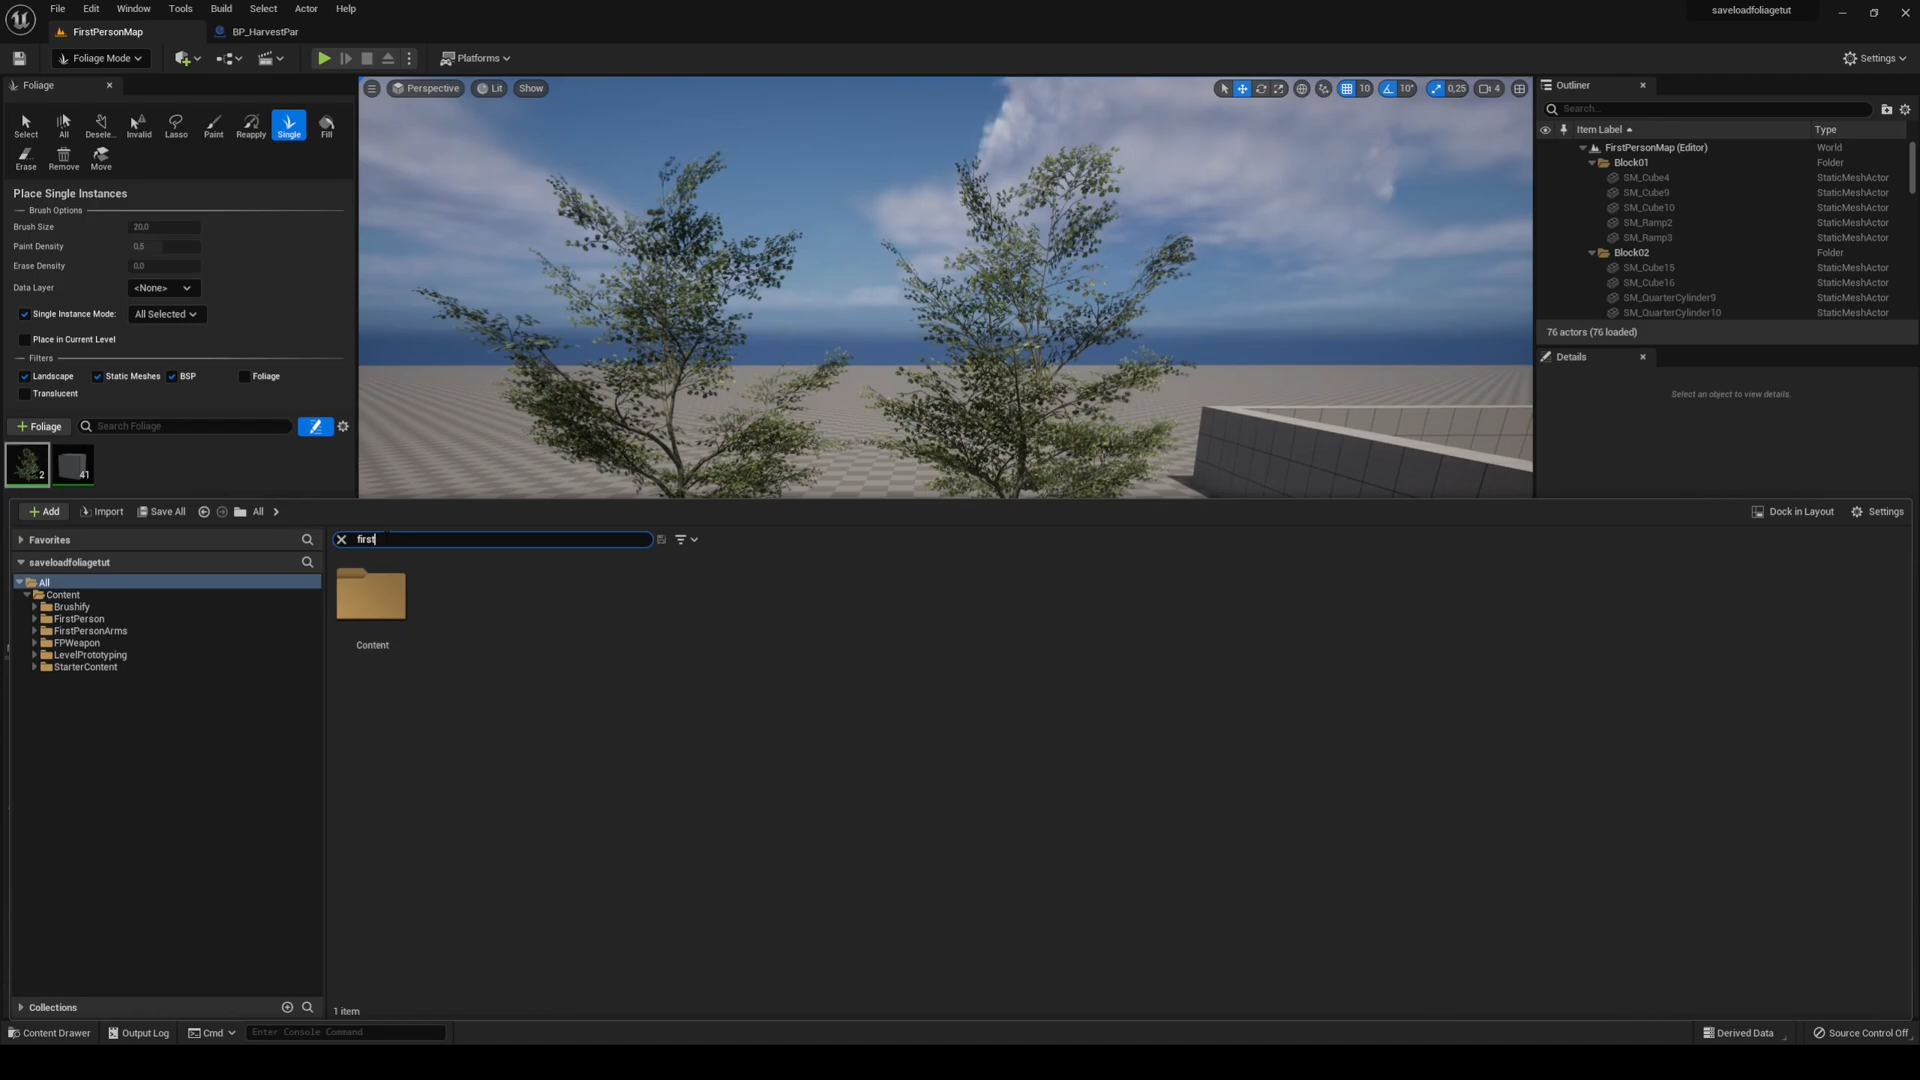 File Edit Window Tools Build Select Actor Help
saveloadfoliagetut
FirstPersonMap
BP_HarvestPar
Foliage Mode
Platforms
Settings
Foliage
Select All Desele... Invalid Lasso Paint Reapply Single Fill
Erase Remove Move
Place Single Instances
Brush Options
Brush Size 20,0
Paint Density 0,5
Erase Density 0,0
Data Layer <None>
Single Instance Mode: All Selected
Place in Current Level
Filters
Landscape Static Meshes BSP Foliage
Translucent
+ Foliage Search Foliage
2 41
Perspective Lit Show
10 10° 0,25 4
Outliner
Search...
Item Label Type
FirstPersonMap (Editor) World
Block01 Folder
SM_Cube4 StaticMeshActor
SM_Cube9 StaticMeshActor
SM_Cube10 StaticMeshActor
SM_Ramp2 StaticMeshActor
SM_Ramp3 StaticMeshActor
Block02 Folder
SM_Cube15 StaticMeshActor
SM_Cube16 StaticMeshActor
SM_QuarterCylinder9 StaticMeshActor
SM_QuarterCylinder10 StaticMeshActor
76 actors (76 loaded)
Details
Select an object to view details.
+ Add Import Save All All
Dock in Layout Settings
Favorites
saveloadfoliagetut
All
Content
Brushify
FirstPerson
FirstPersonArms
FPWeapon
LevelPrototyping
StarterContent
Collections
first
Content
1 item
Content Drawer Output Log Cmd Enter Console Command
Derived Data Source Control Off